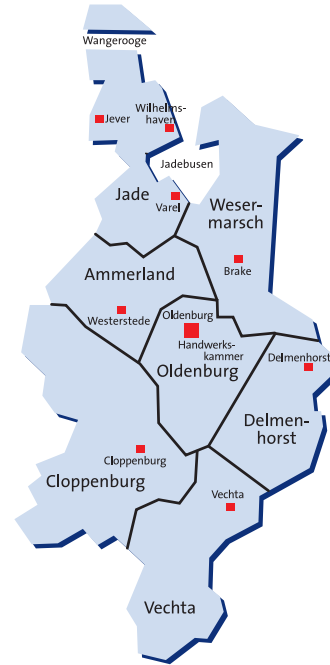 Wangerooge
Jever
Wilhelms-
haven
Jadebusen
Jade
Varel
Weser-
marsch
Ammerland
Brake
Westerstede
Oldenburg
Handwerks-
kammer
Oldenburg
Delmenhorst
Delmen-
horst
Cloppenburg
Cloppenburg
Vechta
Vechta